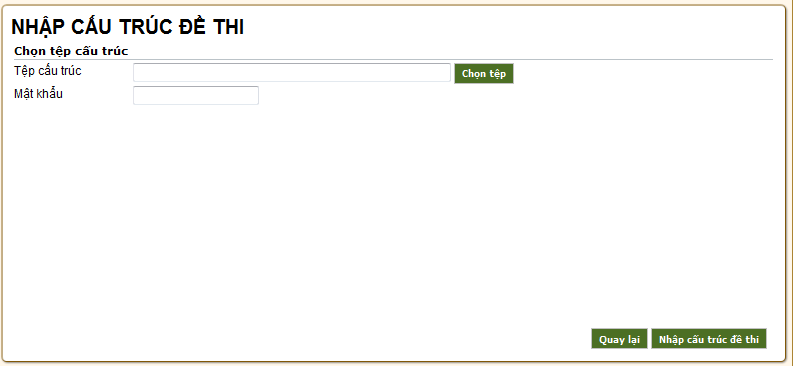 NHẬP CẤU TRÚC ĐỀ THI
Chọn tệp cấu trúc
Tệp cấu trúc Chọn tệp
Mật khẩu
Quay lại Nhập cấu trúc đề thi